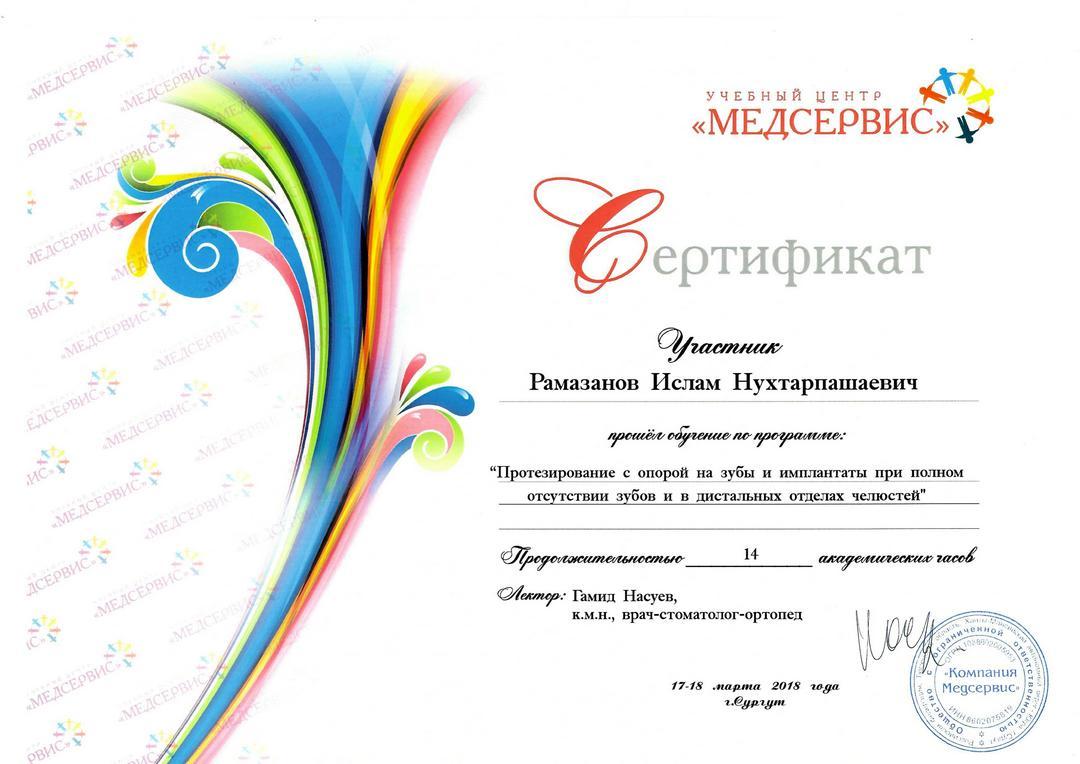 УЧЕБНЫЙ ЦЕНТР
«МЕДСЕРВИС»
Сертификат
Участник
Рамазанов Ислам Нухтарпашаевич
прошёл обучение по программе:
“Протезирование с опорой на зубы и имплантаты при полном
отсутствии зубов и в дистальных отделах челюстей”
Продолжительностью 14 академических часов
Лектор: Гамид Насуев,
к.м.н., врач-стоматолог-ортопед
17-18 марта 2018 года
г.Сургут
Общество с ограниченной ответственностью
«Компания
Медсервис»